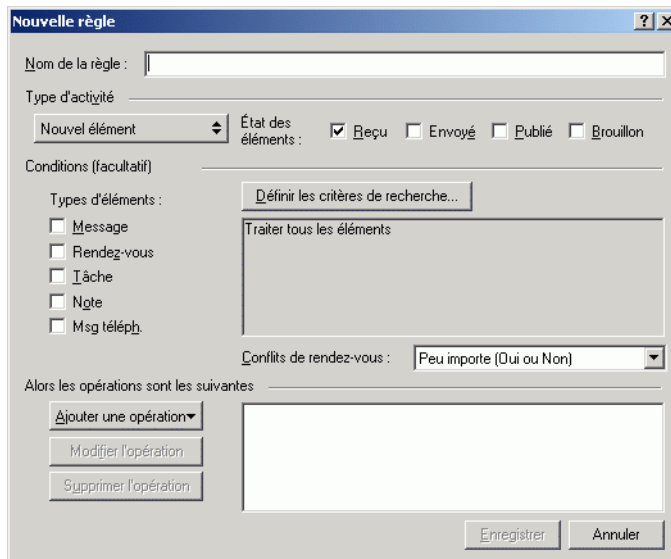 Nouvelle règle
Nom de la règle :
Type d'activité
Nouvel élément
État des éléments :
Reçu
Envoyé
Publié
Brouillon
Conditions (facultatif)
Types d'éléments :
Définir les critères de recherche...
Message
Rendez-vous
Tâche
Note
Msg téléph.
Traiter tous les éléments
Conflits de rendez-vous :
Peu importe (Oui ou Non)
Alors les opérations sont les suivantes
Ajouter une opération
Modifier l'opération
Supprimer l'opération
Enregistrer
Annuler